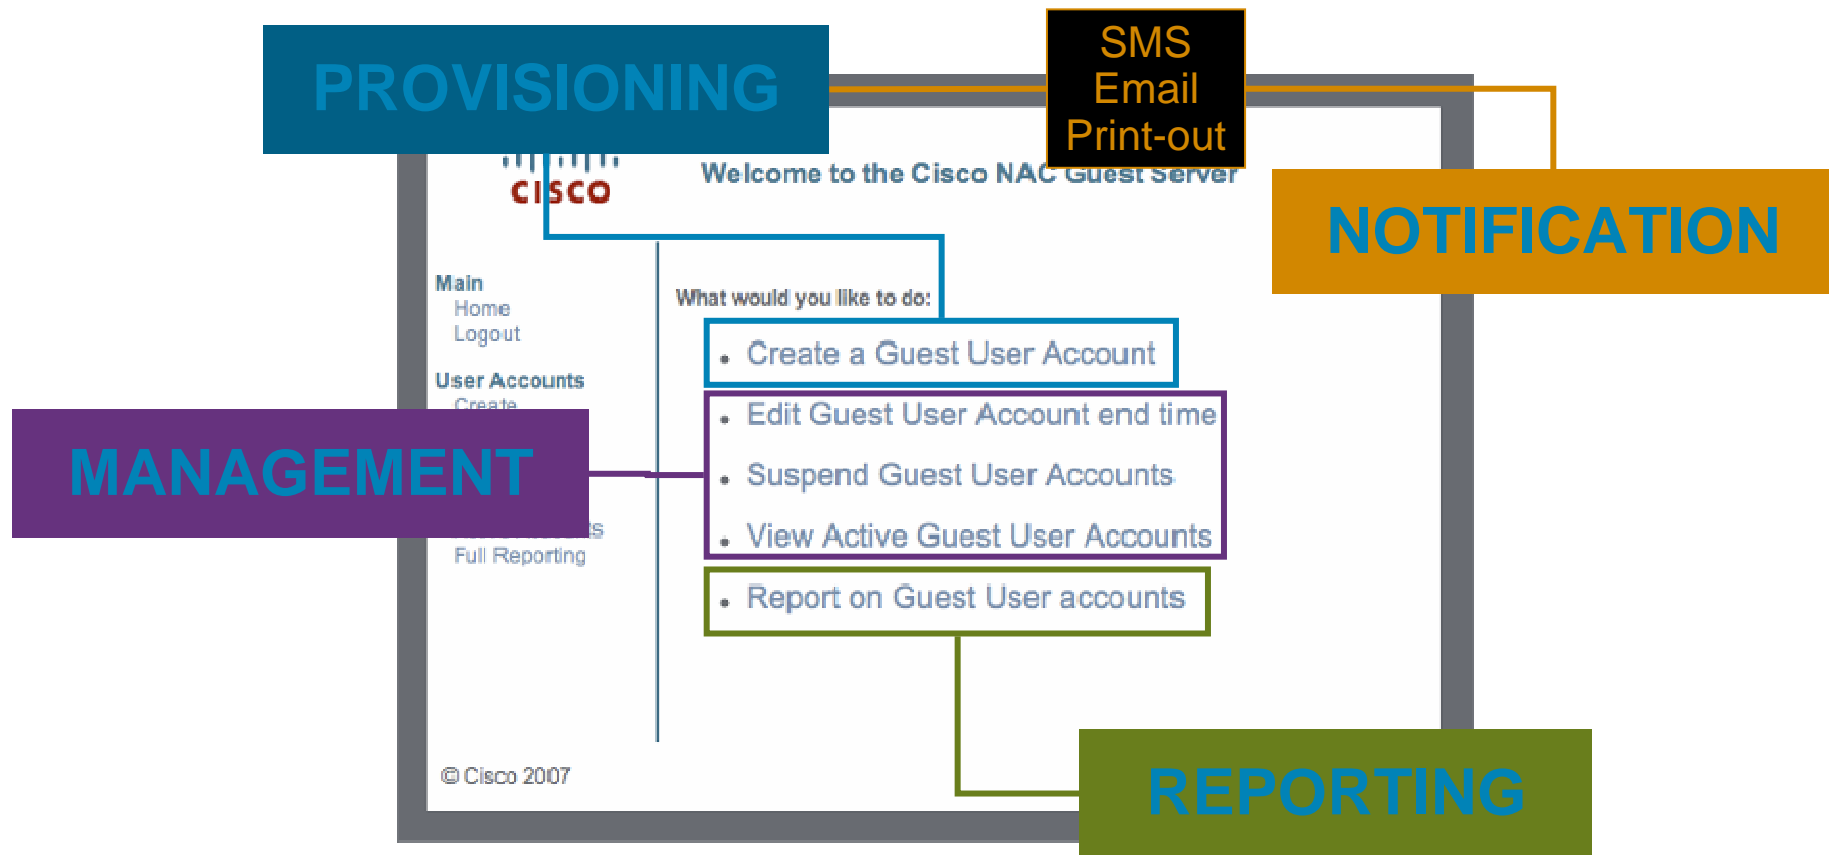 SMS
Email
Print-out
PROVISIONING
CISCO
Welcome to the Cisco NAC Guest Server
NOTIFICATION
Main
Home
Logout
What would you like to do:
• Create a Guest User Account
User Accounts
Create
• Edit Guest User Account end time
MANAGEMENT
• Suspend Guest User Accounts
• View Active Guest User Accounts
Full Reporting
• Report on Guest User accounts
© Cisco 2007
REPORTING